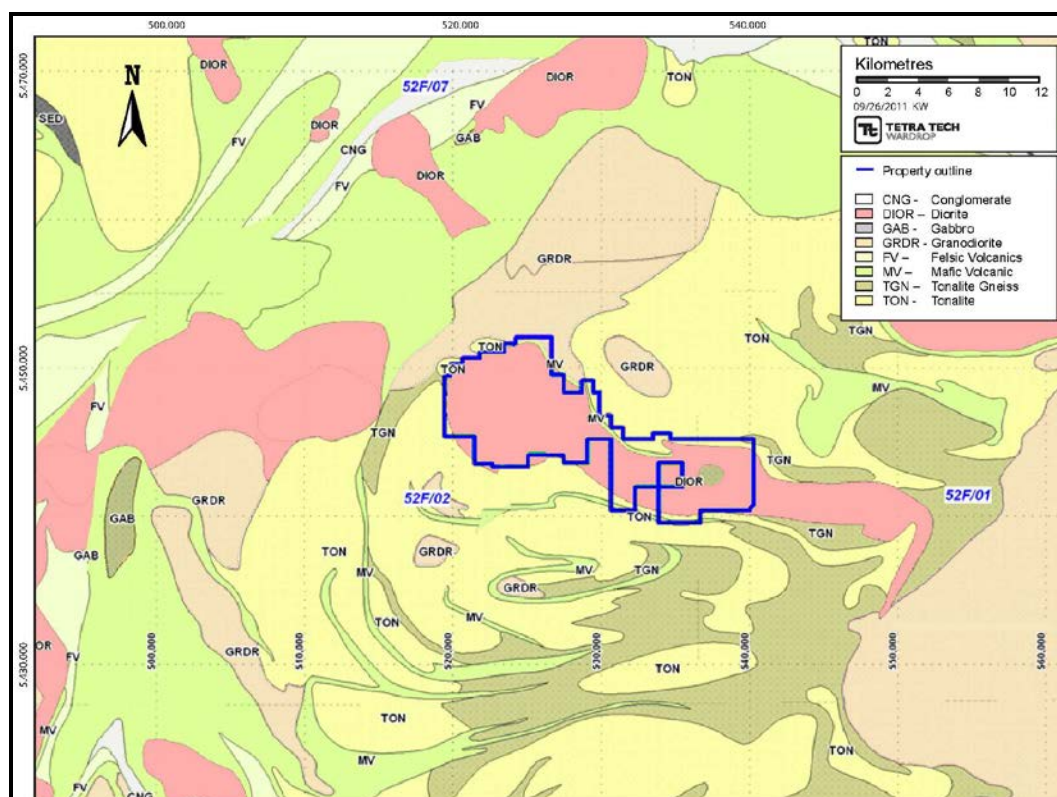 500,000 520,000 540,000
5,470,000
5,450,000
5,430,000
N
Kilometres
0 2 4 6 8 10 12
09/26/2011 KW
Tt TETRA TECH
WARDROP
Property outline
CNG - Conglomerate
DIOR – Diorite
GAB - Gabbro
GRDR - Granodiorite
FV – Felsic Volcanics
MV – Mafic Volcanic
TGN – Tonalite Gneiss
TON - Tonalite
DIOR
TON
52F/07
DIOR
FV
SED
DIOR
FV
GAB
CNG
FV
DIOR
GRDR
TON
TGN
TON
MV
TON
MV
FV
MV
TGN
TGN
GRDR
DIOR
52F/02
52F/01
GAB
TON
TGN
GAB
TON
GRDR
MV
TGN
MV
GRDR
TON
MV
OR
FV
GRDR
500,000
510,000
520,000
530,000
540,000
550,000
560,000
TON
TON
MV
TON
MV
FV
CNG